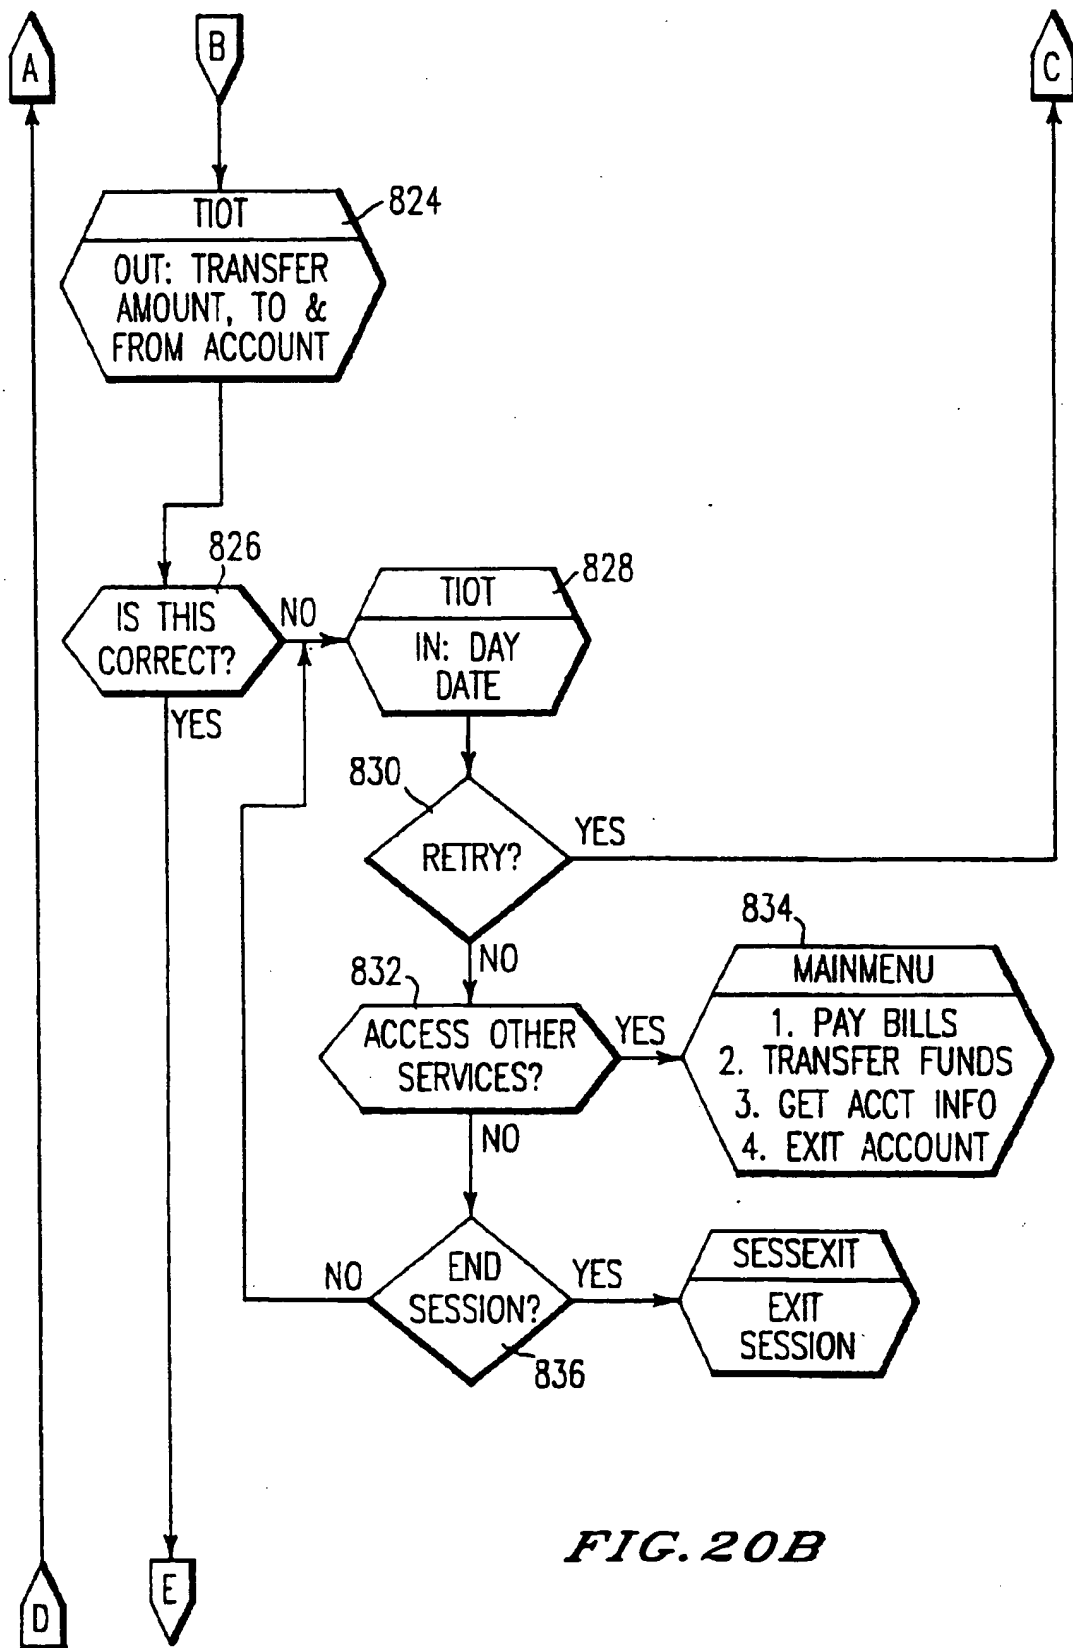 A
B
C
TIOT
824
OUT: TRANSFER
AMOUNT, TO &
FROM ACCOUNT
826
IS THIS
CORRECT?
NO
YES
TIOT
828
IN: DAY
DATE
830
RETRY?
YES
NO
832
ACCESS OTHER
SERVICES?
YES
NO
834
MAINMENU
1. PAY BILLS
2. TRANSFER FUNDS
3. GET ACCT INFO
4. EXIT ACCOUNT
NO
END
SESSION?
YES
836
SESSEXIT
EXIT
SESSION
D
E
FIG. 20B